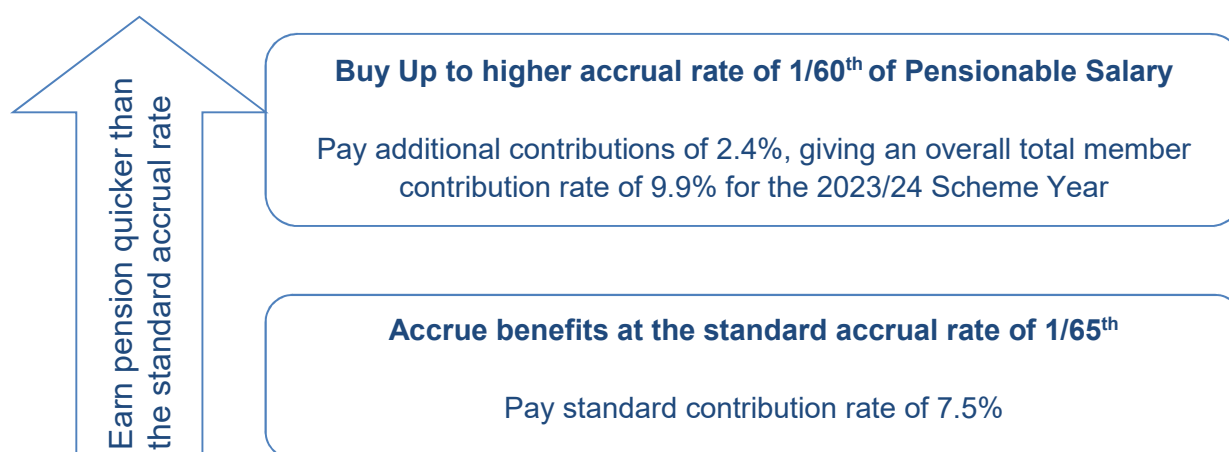 Earn pension quicker than
the standard accrual rate
Buy Up to higher accrual rate of 1/60th of Pensionable Salary
Pay additional contributions of 2.4%, giving an overall total member
contribution rate of 9.9% for the 2023/24 Scheme Year
Accrue benefits at the standard accrual rate of 1/65th
Pay standard contribution rate of 7.5%